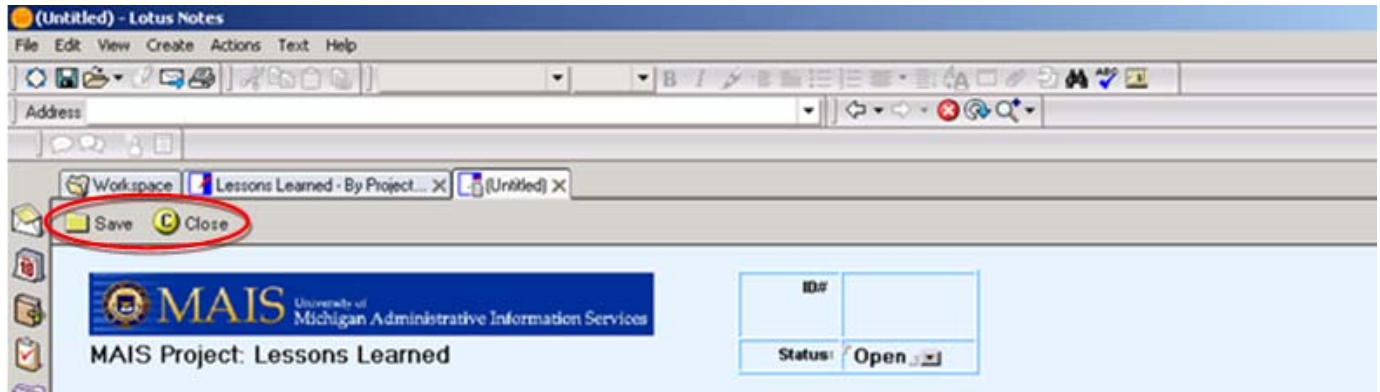 (Untitled) - Lotus Notes
File Edit View Create Actions Text Help
B I
Address
Workspace Lessons Learned - By Project... (Untitled)
Save C Close
MAIS University of
Michigan Administrative Information Services
ID#
MAIS Project: Lessons Learned
Status: Open